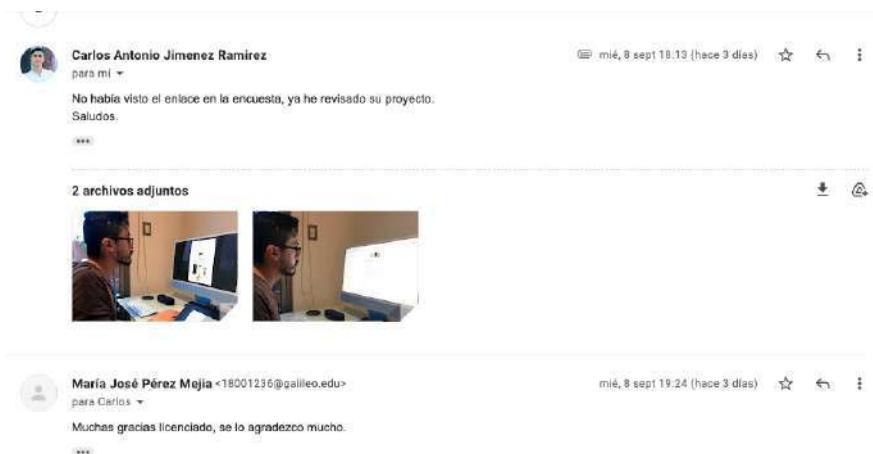 Carlos Antonio Jimenez Ramirez
mié, 8 sept 18:13 (hace 3 días)
para mí
No había visto el enlace en la encuesta, ya he revisado su proyecto.
Saludos.
2 archivos adjuntos
María José Pérez Mejia <18001236@galileo.edu>
mié, 8 sept 19:24 (hace 3 días)
para Carlos
Muchas gracias licenciado, se lo agradezco mucho.